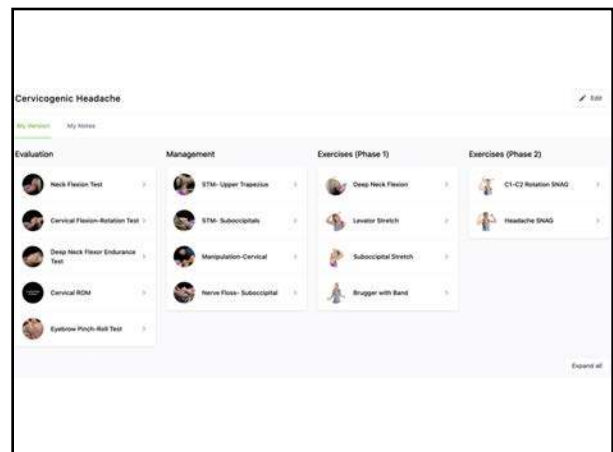 Cervicogenic Headache
Edit
My Version
My Notes
Evaluation
Neck Flexion Test
Cervical Flexion-Rotation Test
Deep Neck Flexor Endurance
Test
Cervical ROM
Eyebrow Pinch-Roll Test
Management
STM- Upper Trapezius
STM- Suboccipitals
Manipulation-Cervical
Nerve Floss- Suboccipital
Exercises (Phase 1)
Deep Neck Flexion
Levator Stretch
Suboccipital Stretch
Brugger with Band
Exercises (Phase 2)
C1-C2 Rotation SNAG
Headache SNAG
Expand all